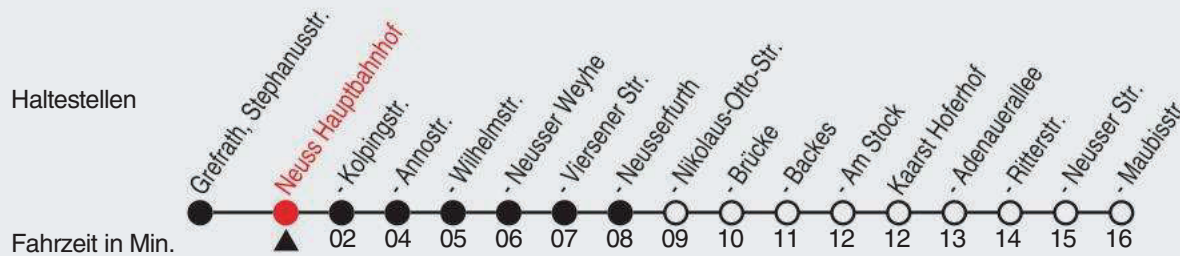 Haltestellen
Grefrath, Stephanusstr.
Neuss Hauptbahnhof
- Kolpingstr.
- Annostr.
- Wilhelmstr.
- Neusser Weyhe
- Viersener Str.
- Neusserfurth
- Nikolaus-Otto-Str.
- Brücke
- Backes
- Am Stock
Kaarst Hoferhof
- Adenauerallee
- Ritterstr.
- Neusser Str.
- Maubisstr.
Fahrzeit in Min. 02 04 05 06 07 08 09 10 11 12 12 13 14 15 16